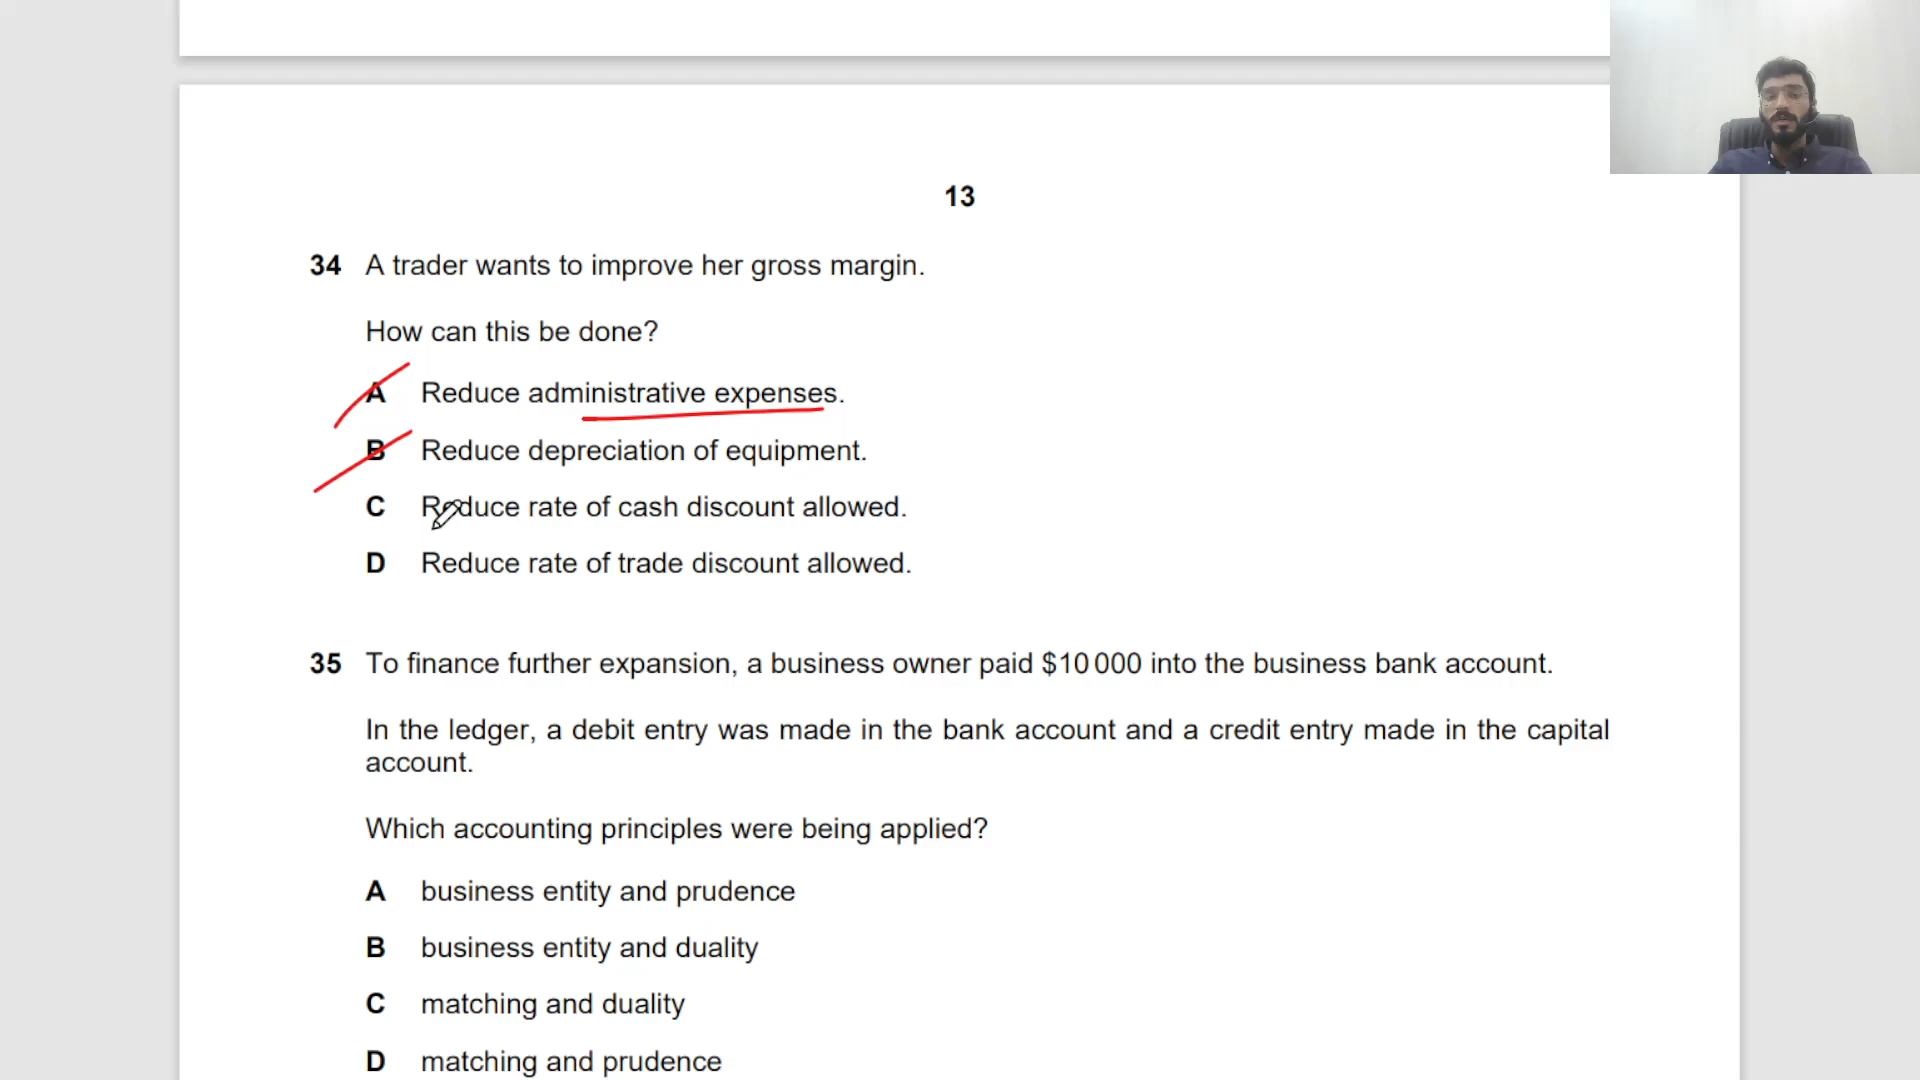 13
34 A trader wants to improve her gross margin.
How can this be done?
A Reduce administrative expenses.
B Reduce depreciation of equipment.
C Reduce rate of cash discount allowed.
D Reduce rate of trade discount allowed.
35 To finance further expansion, a business owner paid $10 000 into the business bank account.
In the ledger, a debit entry was made in the bank account and a credit entry made in the capital
account.
Which accounting principles were being applied?
A business entity and prudence
B business entity and duality
C matching and duality
D matching and prudence